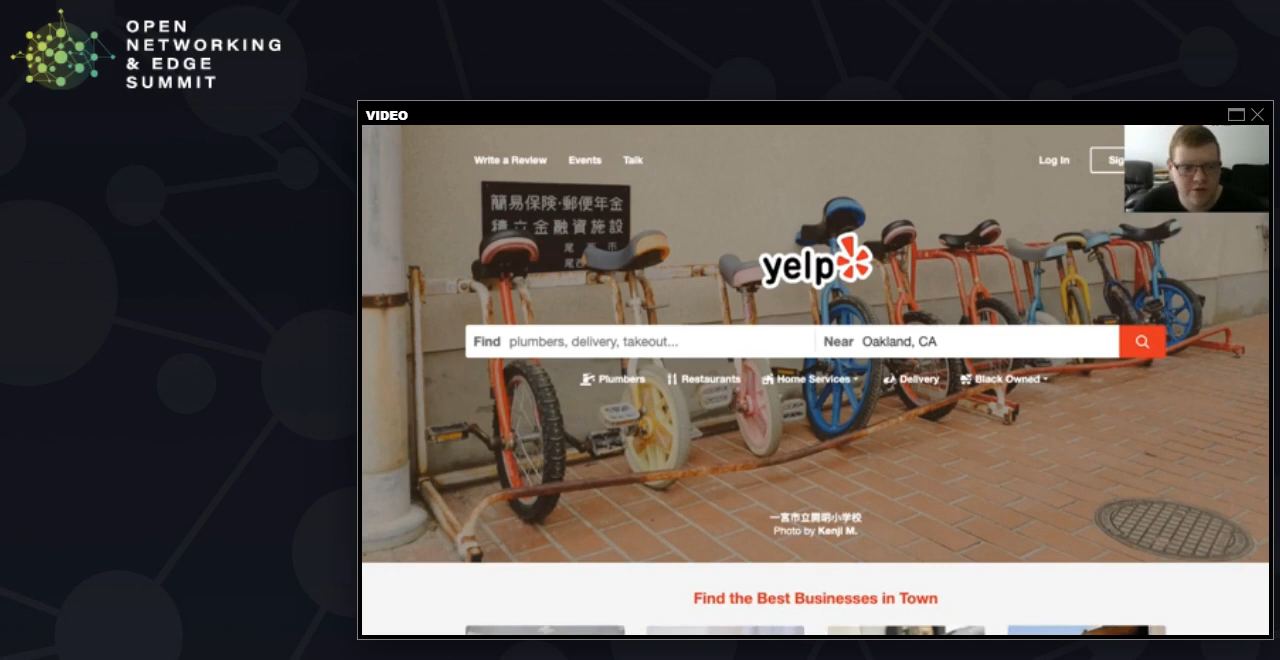 OPEN
NETWORKING
& EDGE
SUMMIT
VIDEO
Write a Review Events Talk Log In
簡易保険・郵便年金
積立金融資施設
yelp
Find plumbers, delivery, takeout... Near Oakland, CA
Plumbers Restaurants Home Services Delivery Black Owned
一宮市立開明小学校
Photo by Kenji M.
Find the Best Businesses in Town